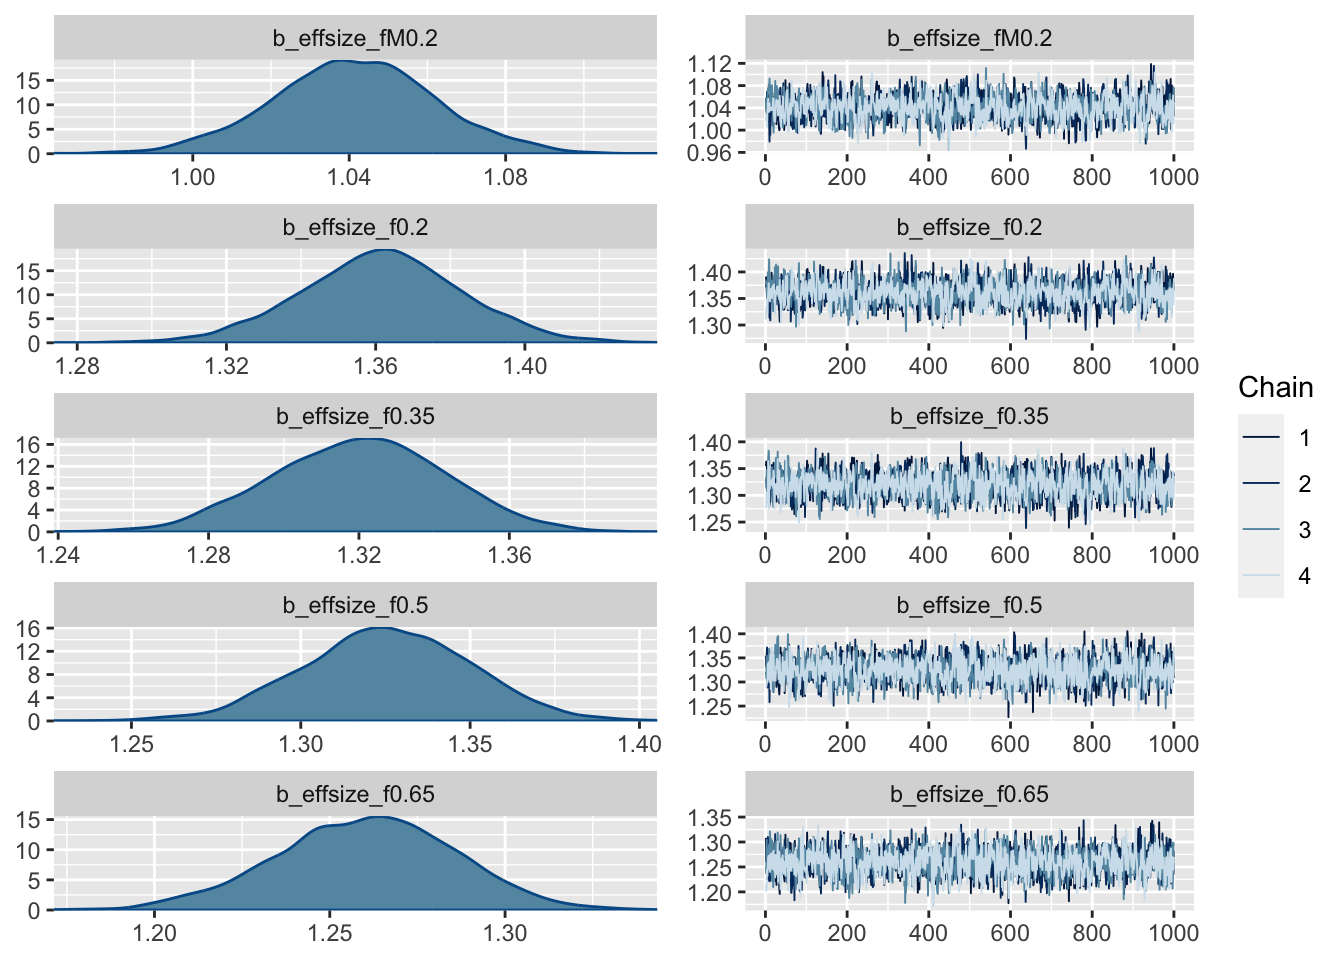 b_effsize_fM0.2
15
10
5
0
1.00 1.04 1.08
b_effsize_fM0.2
1.12
1.08
1.04
1.00
0.96
0 200 400 600 800 1000
b_effsize_f0.2
15
10
5
0
1.28 1.32 1.36 1.40
b_effsize_f0.2
1.40
1.35
1.30
0 200 400 600 800 1000
b_effsize_f0.35
16
12
8
4
0
1.24 1.28 1.32 1.36
b_effsize_f0.35
1.40
1.35
1.30
1.25
0 200 400 600 800 1000
b_effsize_f0.5
16
12
8
4
0
1.25 1.30 1.35 1.40
b_effsize_f0.5
1.40
1.35
1.30
1.25
0 200 400 600 800 1000
b_effsize_f0.65
15
10
5
0
1.20 1.25 1.30
b_effsize_f0.65
1.35
1.30
1.25
1.20
0 200 400 600 800 1000
Chain
1
2
3
4